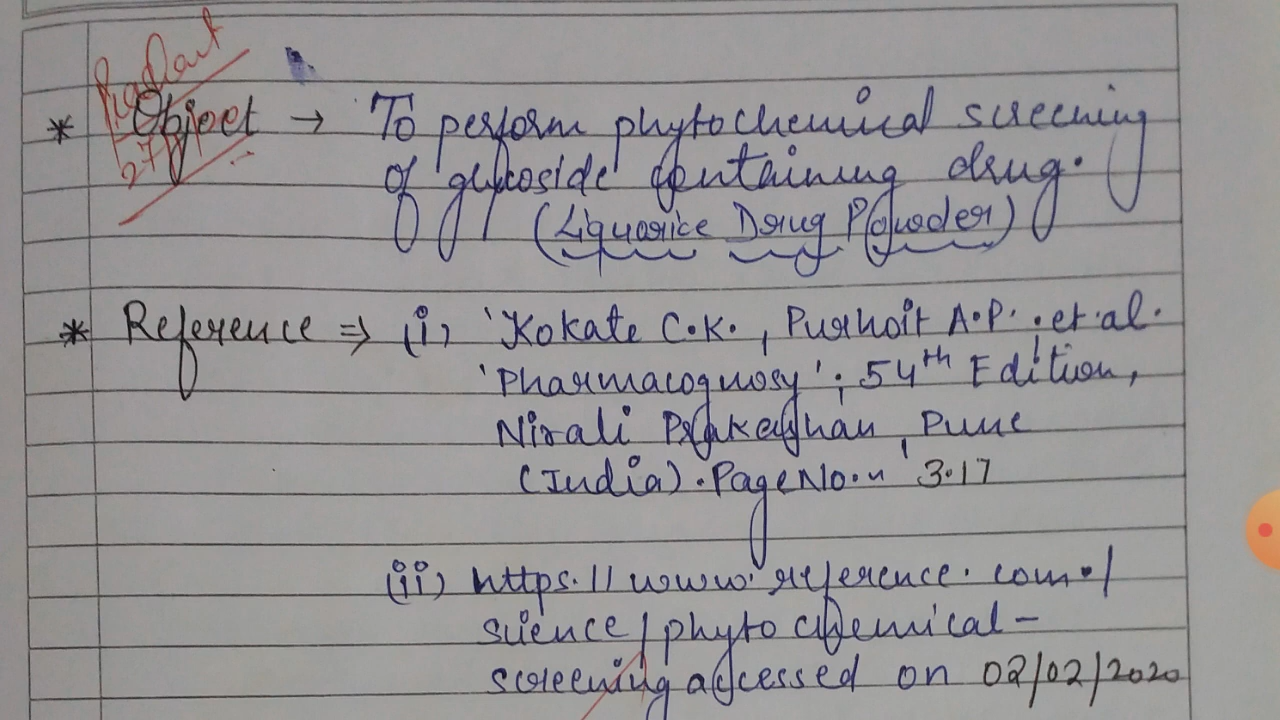 * Object → To perform phytochemical screening
of glycoside containing drug.
(Liquorice Drug Powder)
* Reference ⇒ (i) 'Kokate C.K., Purhoit A.P. et al.
'Pharmacognosy', 54th Edition,
Nirali Prakashan, Pune
(India). Page No. " 3.17
(ii) https.//www.reference.com/
science/phytochemical-
screening accessed on 02/02/2020